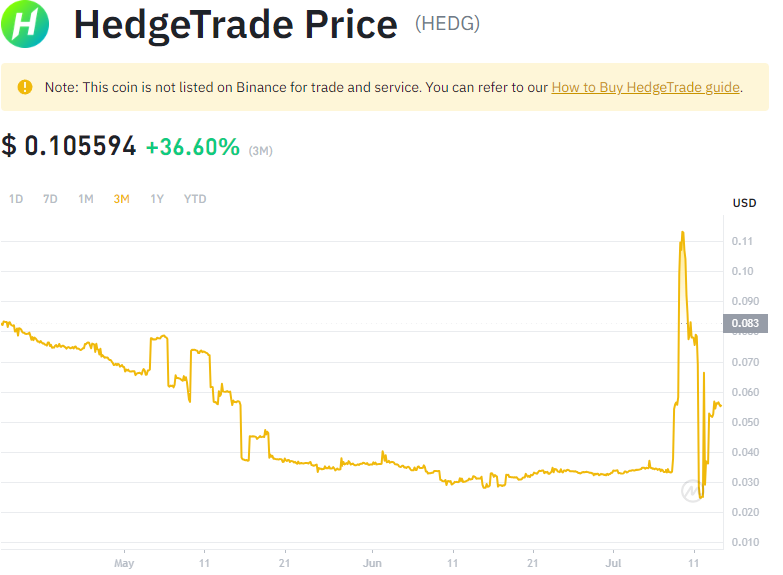 HedgeTrade Price (HEDG)
Note: This coin is not listed on Binance for trade and service. You can refer to our How to Buy HedgeTrade guide.
$ 0.105594 +36.60% (3M)
1D 7D 1M 3M 1Y YTD
USD
0.11
0.10
0.090
0.083
0.070
0.060
0.050
0.040
0.030
0.020
0.010
May 11 21 Jun 11 21 Jul 11